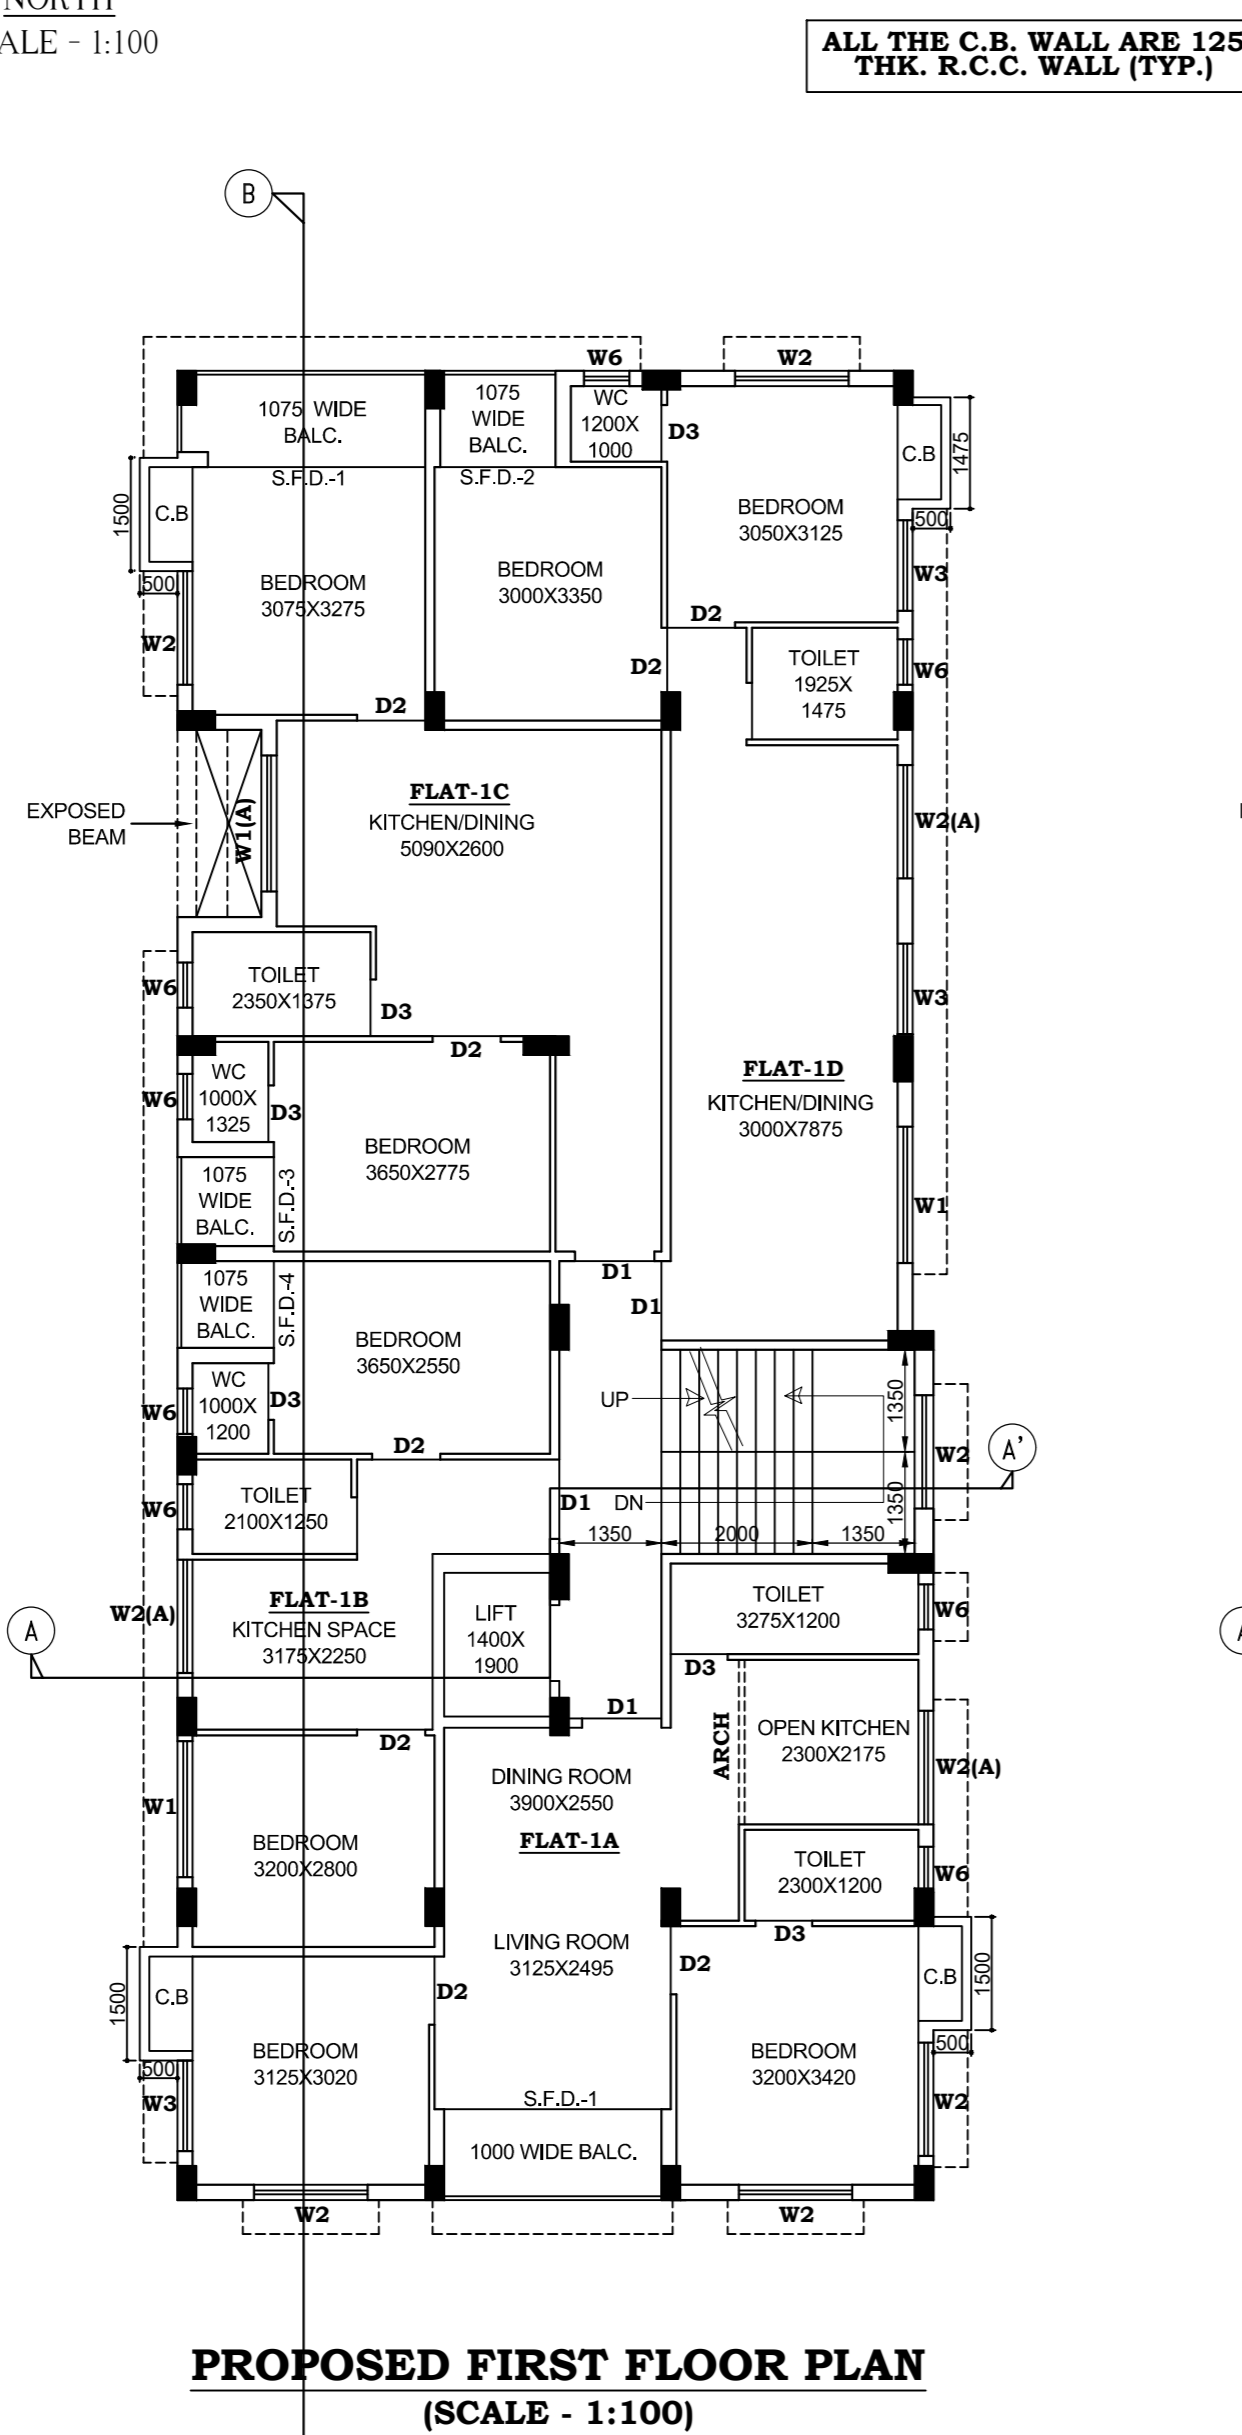 NORTH
ALE - 1:100
ALL THE C.B. WALL ARE 125
THK. R.C.C. WALL (TYP.)
B
W6
W2
1075 WIDE
BALC.
1075
WIDE
BALC.
WC
1200X
1000
D3
C.B
1475
S.F.D.-1
S.F.D.-2
1500
C.B
BEDROOM
3050X3125
500
500
BEDROOM
3075X3275
BEDROOM
3000X3350
W3
D2
W2
D2
TOILET
1925X
1475
W6
D2
FLAT-1C
KITCHEN/DINING
5090X2600
EXPOSED
BEAM
W1(A)
W2(A)
TOILET
2350X1375
W6
D3
W3
D2
WC
1000X
1325
W6
D3
FLAT-1D
KITCHEN/DINING
3000X7875
BEDROOM
3650X2775
1075
WIDE
BALC.
S.F.D.-3
W1
D1
1075
WIDE
BALC.
S.F.D.-4
D1
BEDROOM
3650X2550
WC
1000X
1200
W6
D3
UP
1350
D2
W2
A’
TOILET
2100X1250
W6
D1
DN
1350
1350
2000
1350
FLAT-1B
KITCHEN SPACE
3175X2250
W2(A)
A
LIFT
1400X
1900
TOILET
3275X1200
W6
A
D3
D1
D2
ARCH
OPEN KITCHEN
2300X2175
W2(A)
DINING ROOM
3900X2550
W1
FLAT-1A
BEDROOM
3200X2800
TOILET
2300X1200
W6
D3
LIVING ROOM
3125X2495
D2
D2
1500
C.B
C.B
1500
500
BEDROOM
3125X3020
BEDROOM
3200X3420
500
W3
S.F.D.-1
W2
1000 WIDE BALC.
W2
W2
PROPOSED FIRST FLOOR PLAN
(SCALE - 1:100)